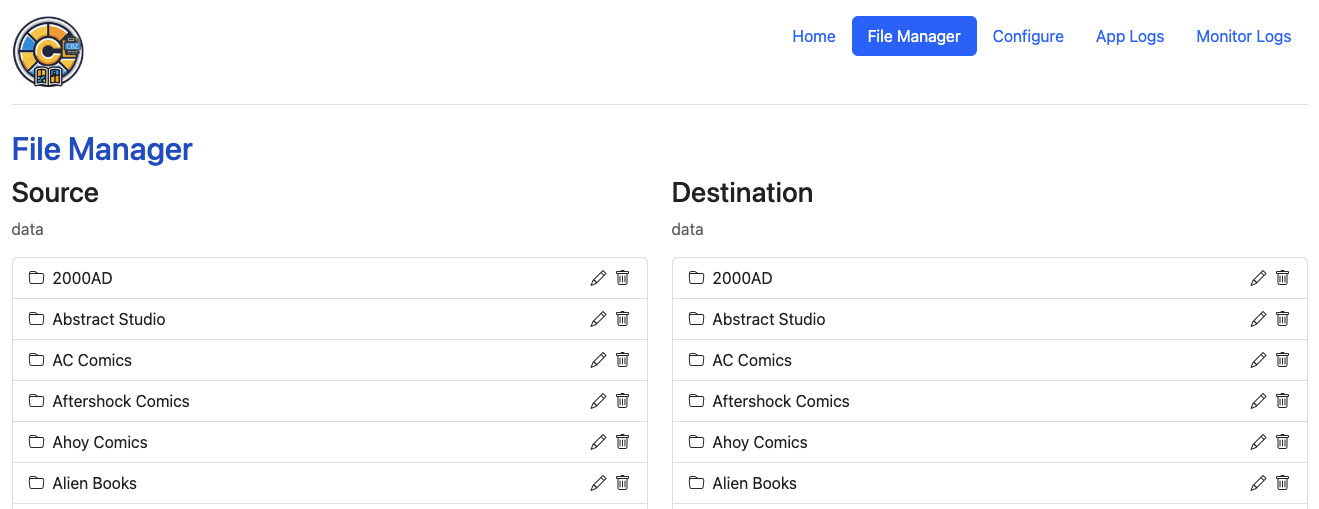 C
CBZ
Home File Manager Configure App Logs Monitor Logs
File Manager
Source
data
2000AD
Abstract Studio
AC Comics
Aftershock Comics
Ahoy Comics
Alien Books
Destination
data
2000AD
Abstract Studio
AC Comics
Aftershock Comics
Ahoy Comics
Alien Books